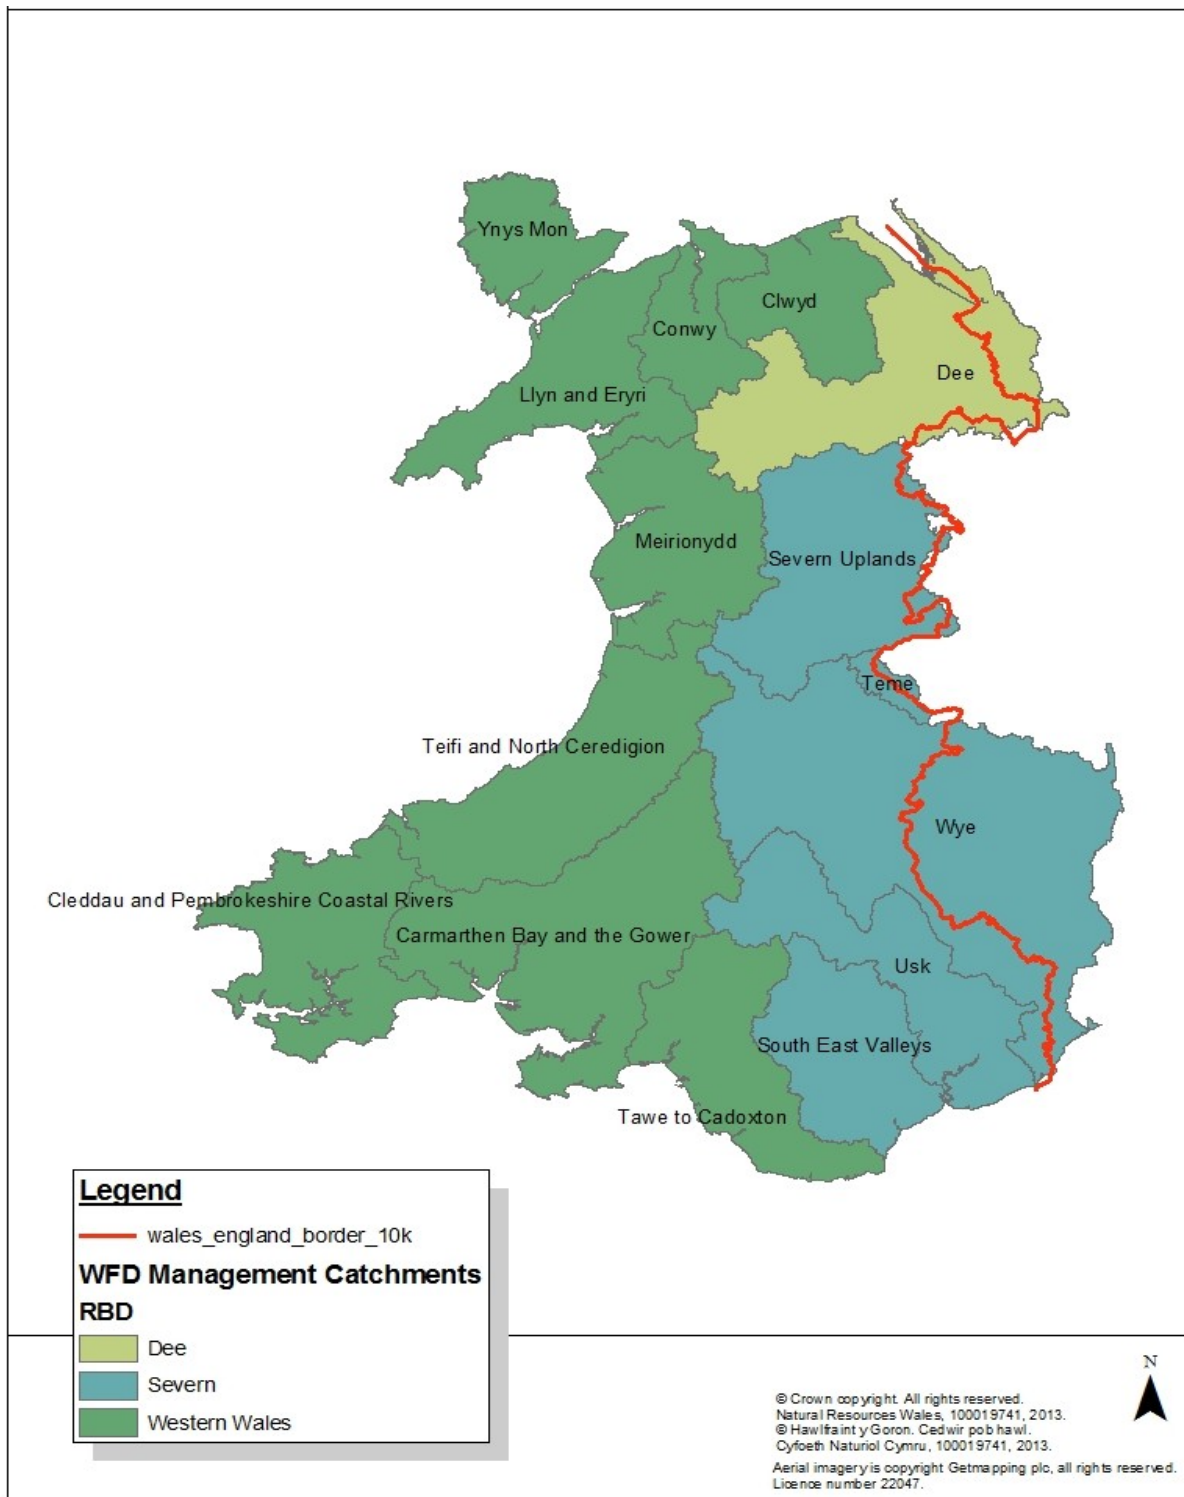 Ynys Mon
Clwyd
Conwy
Dee
Llyn and Eryri
Meirionydd
Severn Uplands
Teme
Teifi and North Ceredigion
Wye
Cleddau and Pembrokeshire Coastal Rivers
Carmarthen Bay and the Gower
Usk
South East Valleys
Tawe to Cadoxton
Legend
wales_england_border_10k
WFD Management Catchments
RBD
Dee
Severn
Western Wales
N
© Crown copyright. All rights reserved.
Natural Resources Wales, 100019741, 2013.
© Hawlfraint y Goron. Cedwir pob hawl.
Cyfoeth Naturiol Cymru, 100019741, 2013.
Aerial imagery is copyright Getmapping plc, all rights reserved.
Licence number 22047.